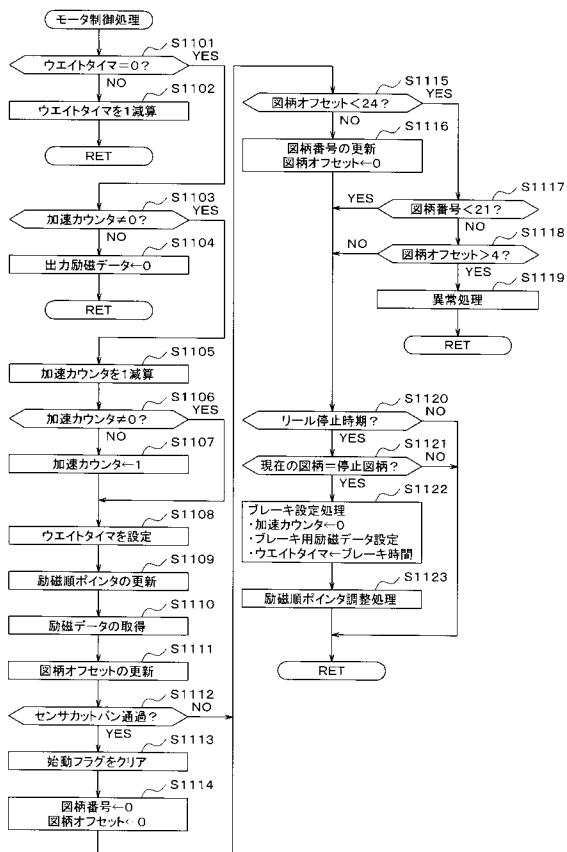 モータ制御処理
S1101
ウエイトタイマ=0?
YES
NO
S1102
ウエイトタイマを1減算
RET
S1103
加速カウンタ≠0?
YES
NO
S1104
出力励磁データ←0
RET
S1105
加速カウンタを1減算
S1106
加速カウンタ≠0?
YES
NO
S1107
加速カウンタ←1
S1108
ウエイトタイマを設定
S1109
励磁順ポインタの更新
S1110
励磁データの取得
S1111
図柄オフセットの更新
S1112
センサカットバン通過?
NO
YES
S1113
始動フラグをクリア
S1114
図柄番号←0
図柄オフセット←0
S1115
図柄オフセット<24?
YES
NO
S1116
図柄番号の更新
図柄オフセット←0
S1117
YES
図柄番号<21?
NO
S1118
NO
図柄オフセット>4?
YES
S1119
異常処理
RET
S1120
リール停止時期?
NO
YES
S1121
現在の図柄=停止図柄?
NO
YES
S1122
ブレーキ設定処理
・加速カウンタ←0
・ブレーキ用励磁データ設定
・ウエイトタイマ←ブレーキ時間
S1123
励磁順ポインタ調整処理
RET